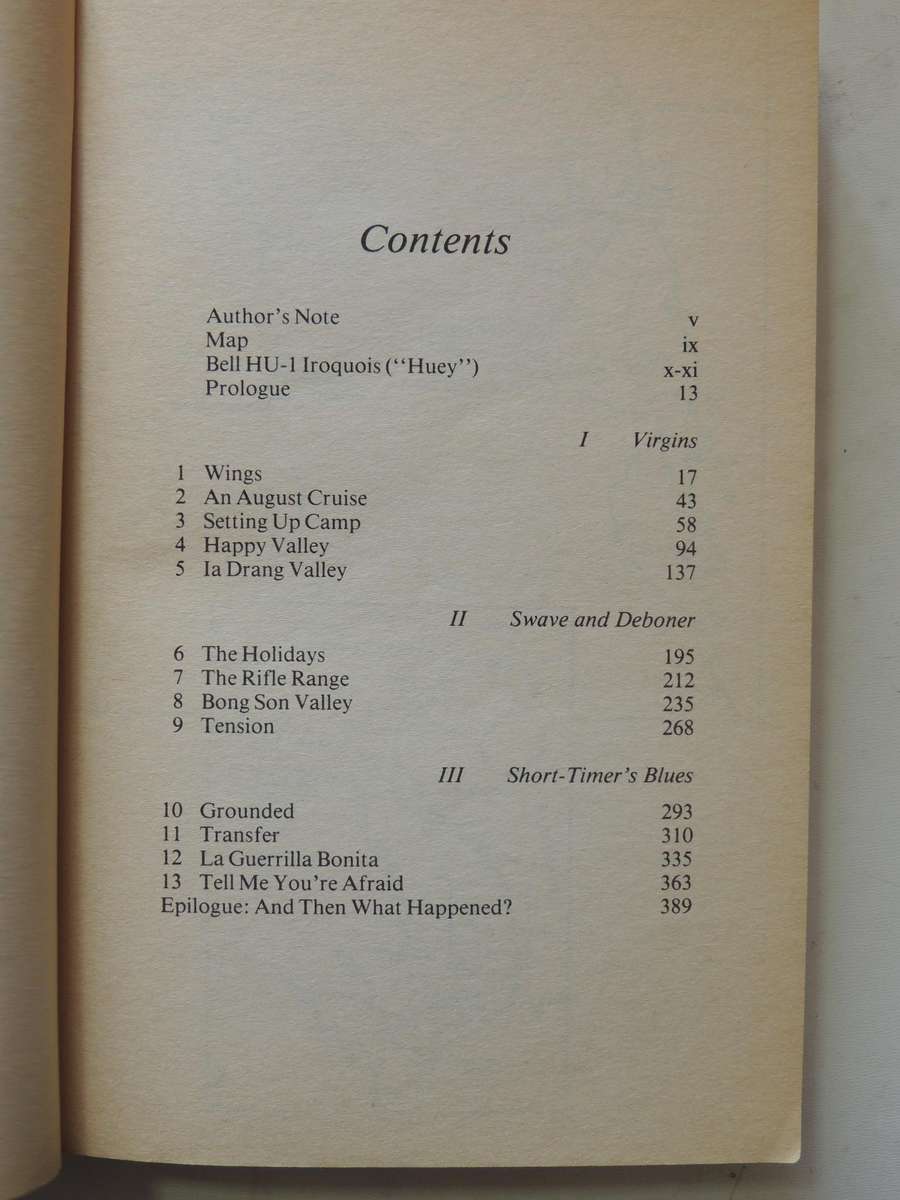 Contents
Author's Note v
Map ix
Bell HU-1 Iroquois (‘‘Huey’’) x-xi
Prologue 13
I Virgins
1 Wings 17
2 An August Cruise 43
3 Setting Up Camp 58
4 Happy Valley 94
5 Ia Drang Valley 137
II Swave and Deboner
6 The Holidays 195
7 The Rifle Range 212
8 Bong Son Valley 235
9 Tension 268
III Short-Timer's Blues
10 Grounded 293
11 Transfer 310
12 La Guerrilla Bonita 335
13 Tell Me You're Afraid 363
Epilogue: And Then What Happened? 389